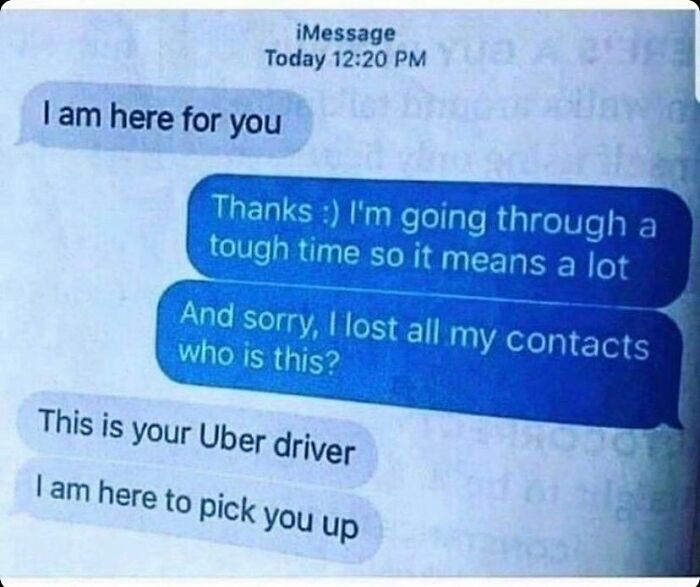 iMessage
Today 12:20 PM
I am here for you
Thanks :) I'm going through a
tough time so it means a lot
And sorry, I lost all my contacts
who is this?
This is your Uber driver
I am here to pick you up